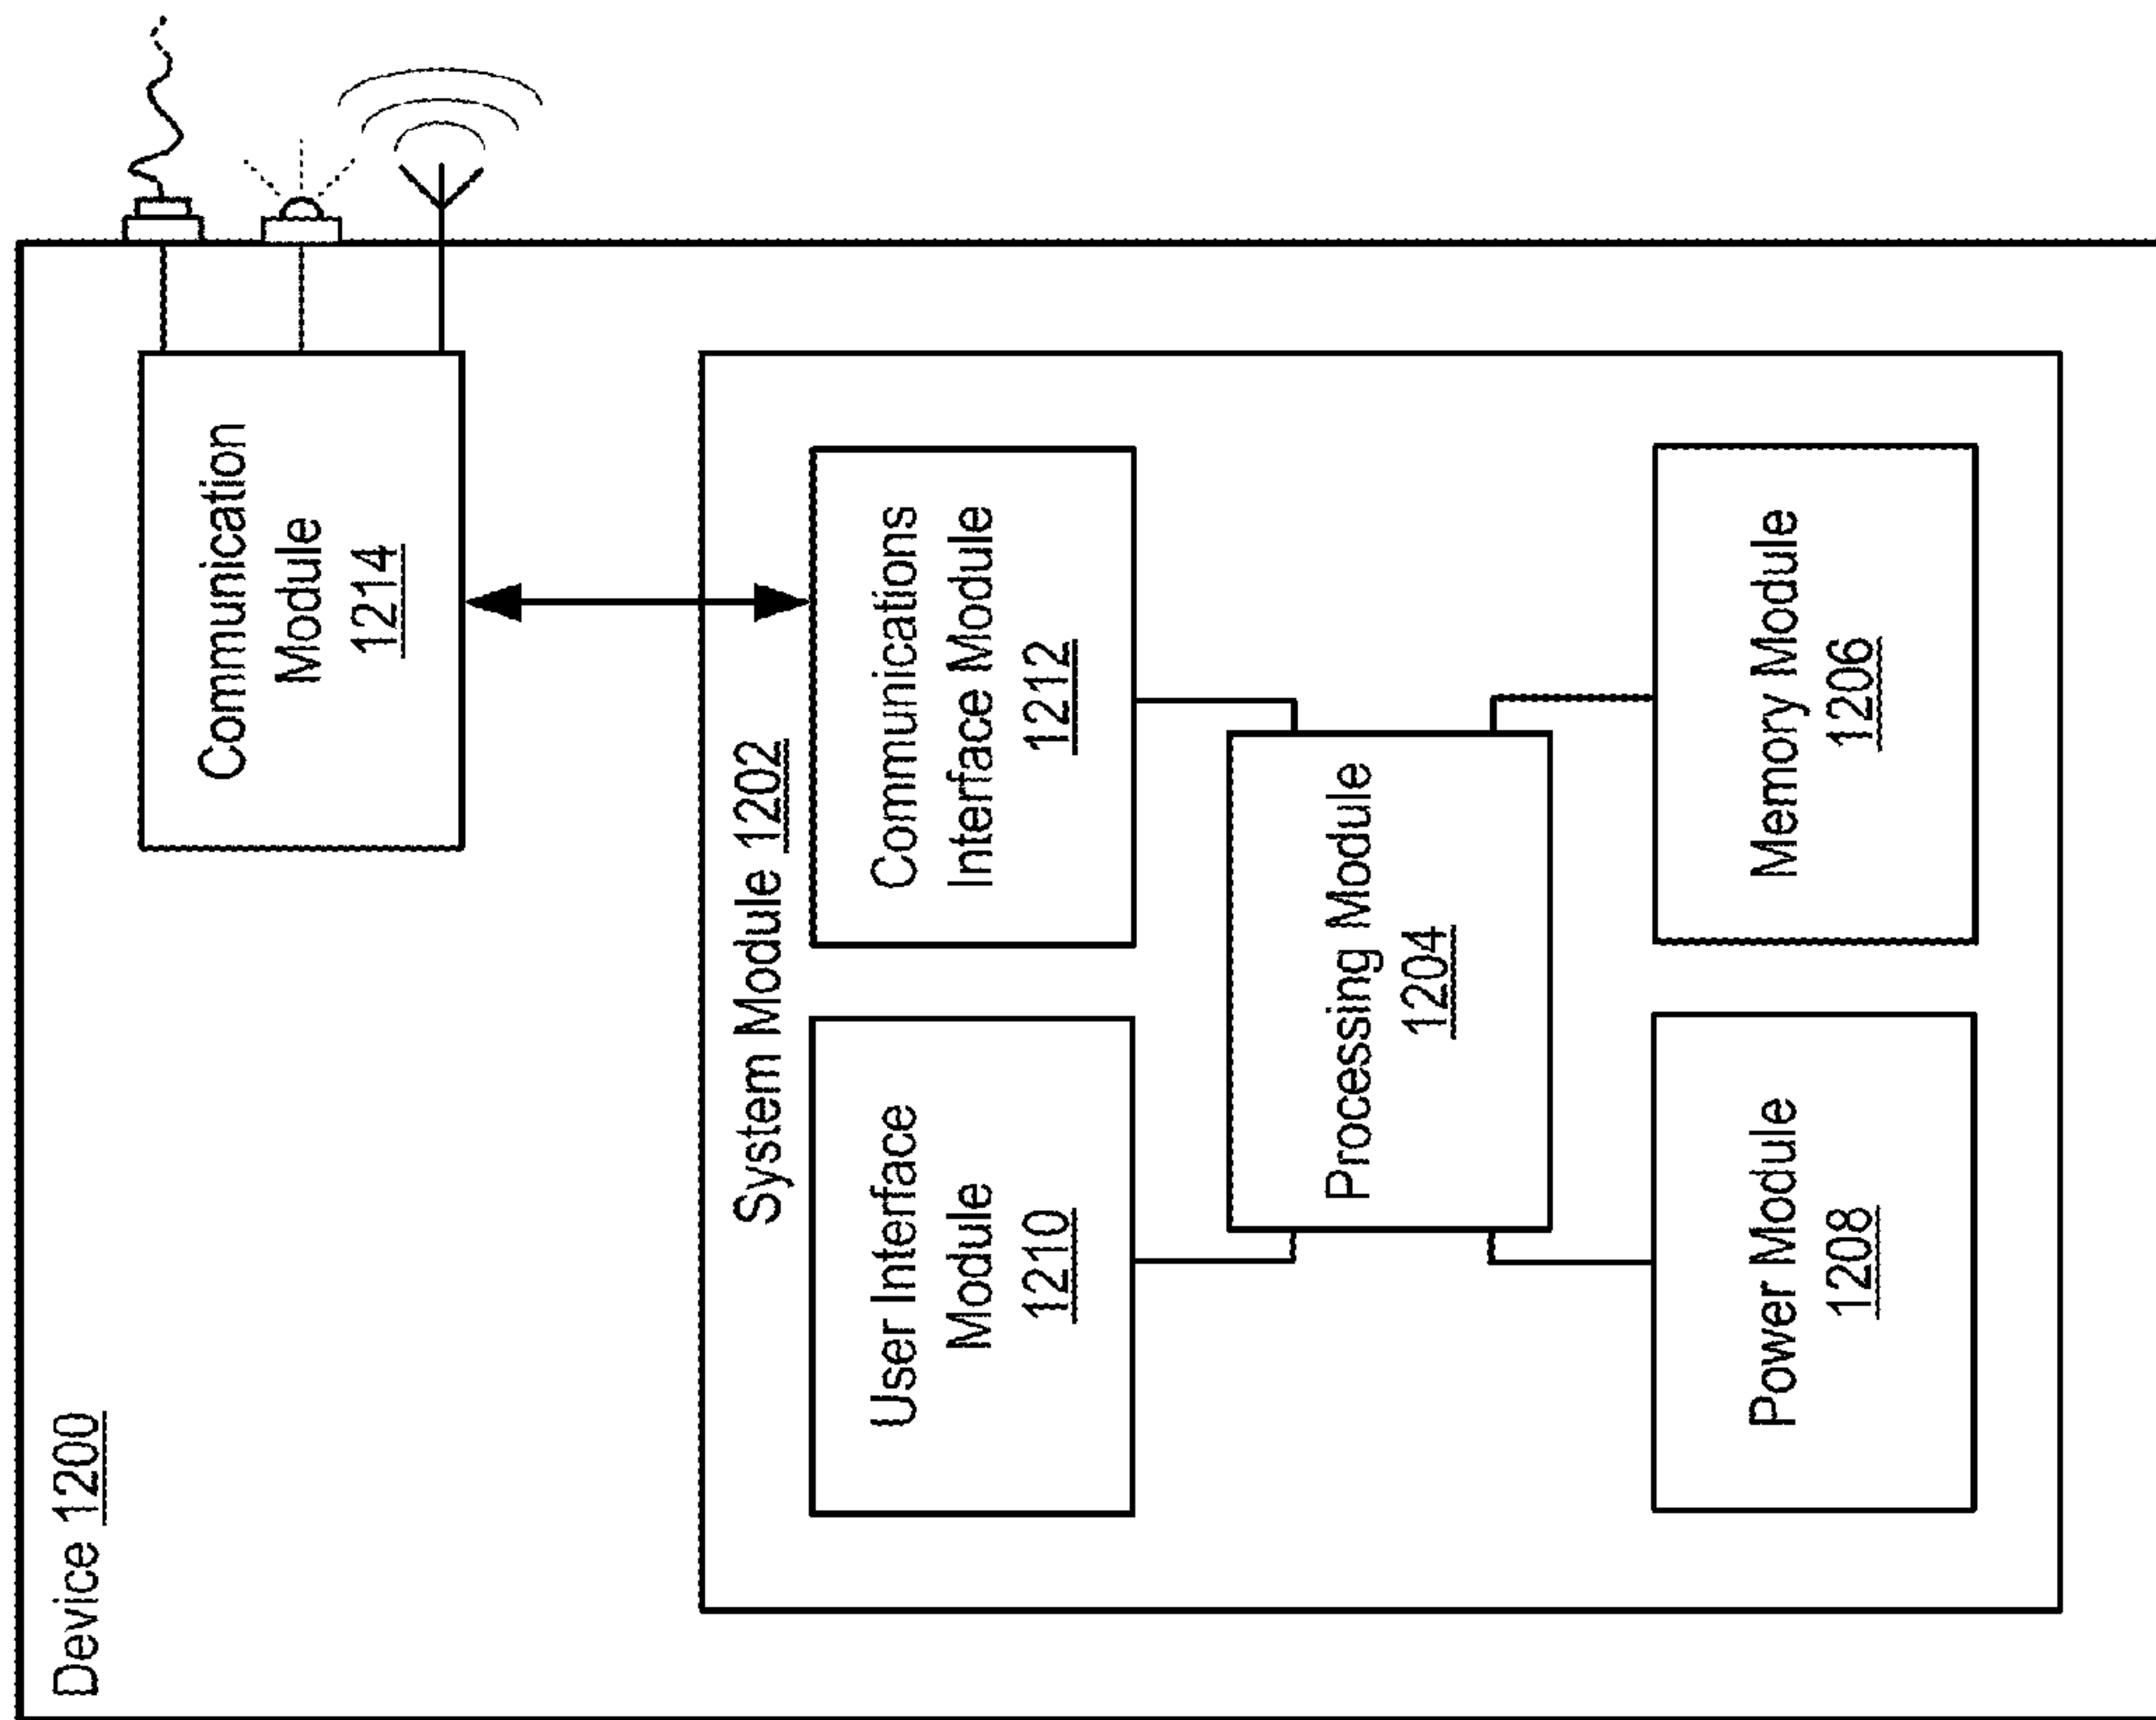 Device 1200
Communication
Module
1214
System Module 1202
User Interface
Module
1210
Communications
Interface Module
1212
Processing Module
1204
Power Module
1208
Memory Module
1206